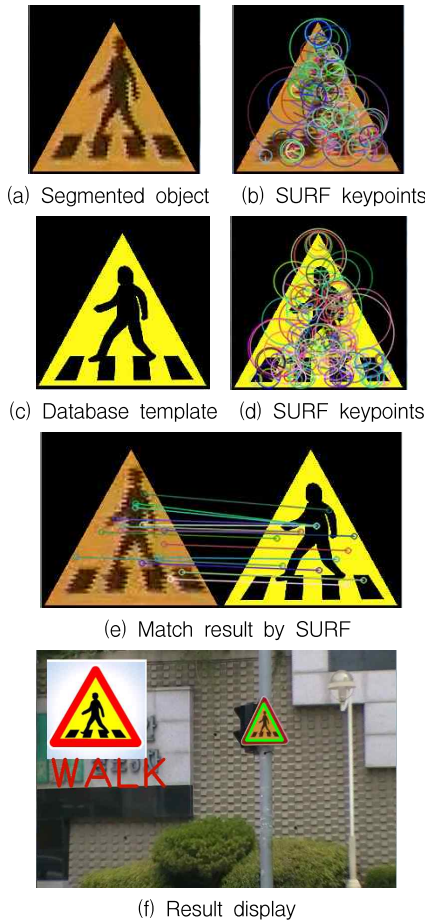 (a) Segmented object (b) SURF keypoints
(c) Database template (d) SURF keypoints
(e) Match result by SURF
WALK
(f) Result display